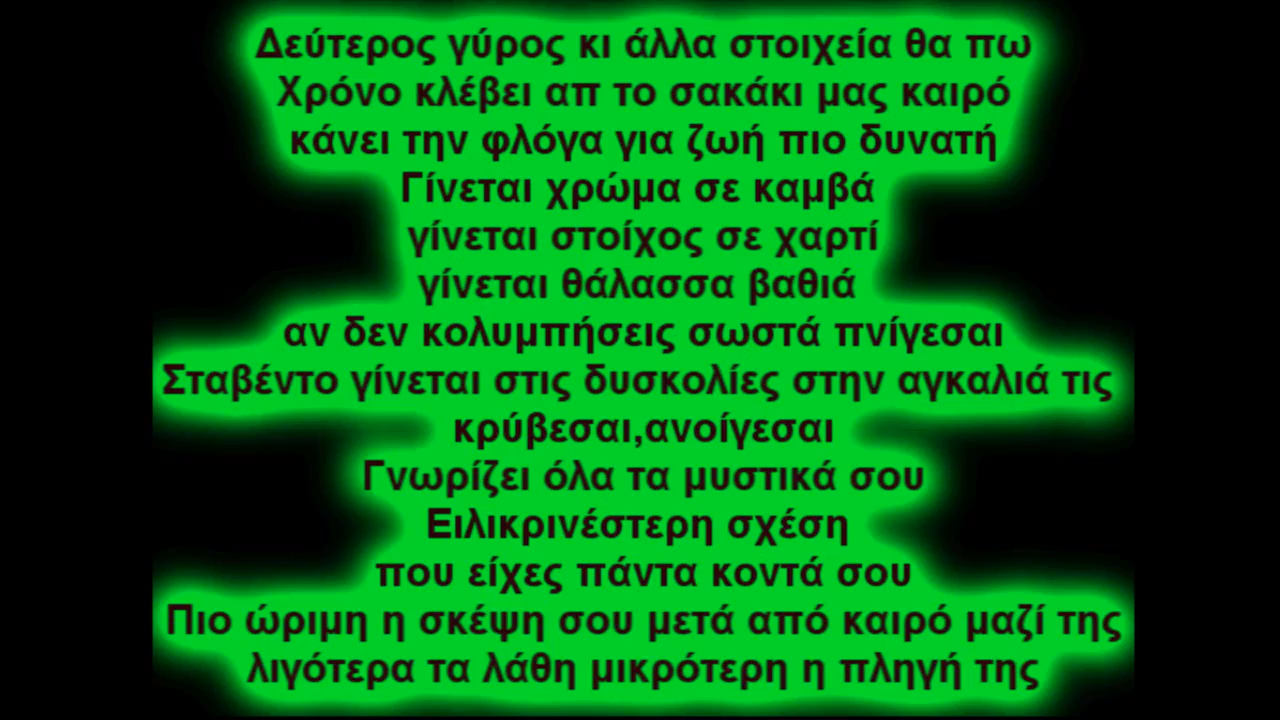 Δεύτερος γύρος κι άλλα στοιχεία θα πω
Χρόνο κλέβει απ το σακάκι μας καιρό
κάνει την φλόγα για ζωή πιο δυνατή
Γίνεται χρώμα σε καμβά
γίνεται στοίχος σε χαρτί
γίνεται θάλασσα βαθιά
αν δεν κολυμπήσεις σωστά πνίγεσαι
Σταβέντο γίνεται στις δυσκολίες στην αγκαλιά τις
κρύβεσαι,ανοίγεσαι
Γνωρίζει όλα τα μυστικά σου
Ειλικρινέστερη σχέση
που είχες πάντα κοντά σου
Πιο ώριμη η σκέψη σου μετά από καιρό μαζί της
λιγότερα τα λάθη μικρότερη η πληγή της